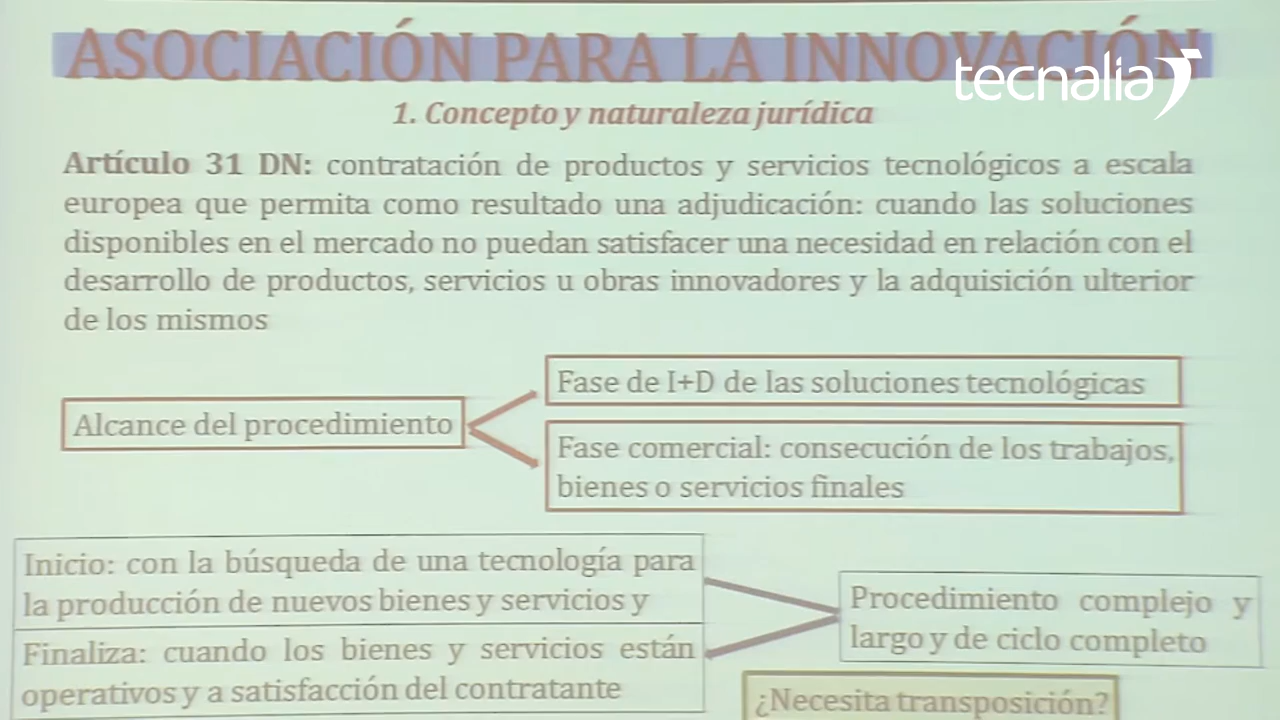 ASOCIACIÓN PARA LA INNOVACIÓN
tecnalia
1. Concepto y naturaleza jurídica
Artículo 31 DN: contratación de productos y servicios tecnológicos a escala
europea que permita como resultado una adjudicación: cuando las soluciones
disponibles en el mercado no puedan satisfacer una necesidad en relación con el
desarrollo de productos, servicios u obras innovadores y la adquisición ulterior
de los mismos
Alcance del procedimiento
Fase de I+D de las soluciones tecnológicas
Fase comercial: consecución de los trabajos,
bienes o servicios finales
Inicio: con la búsqueda de una tecnología para
la producción de nuevos bienes y servicios y
Finaliza: cuando los bienes y servicios están
operativos y a satisfacción del contratante
Procedimiento complejo y
largo y de ciclo completo
¿Necesita transposición?